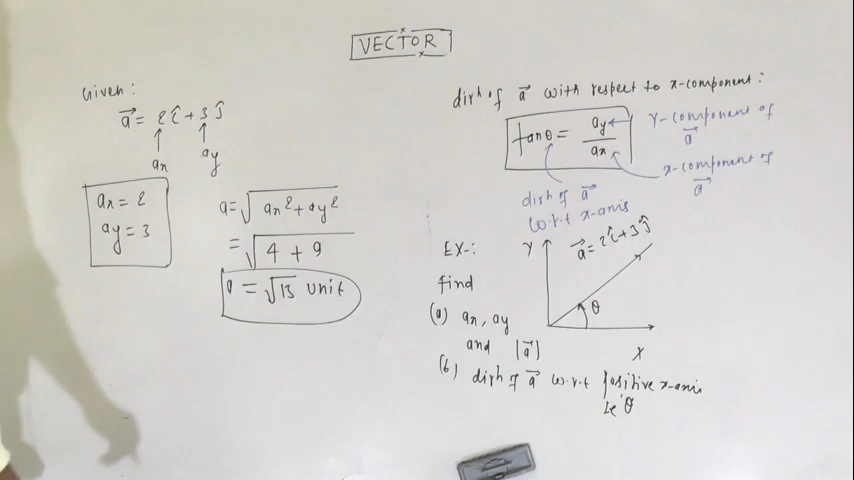 VECTOR
Given:
a⃗ = 2î + 3ĵ
ax
ay
ax = 2
ay = 3
a = √ax² + ay²
= √4 + 9
a = √13 unit
dirⁿ of a⃗ with respect to x-component:
tanθ = ay/ax
Y-component of a⃗
x-component of a⃗
dirⁿ of a⃗
w.r.t x-axis
EX-:
find
(a) ax, ay
and |a⃗|
(b) dirⁿ of a⃗ w.r.t positive x-axis
ie θ
Y
a⃗ = 2î + 3ĵ
θ
X